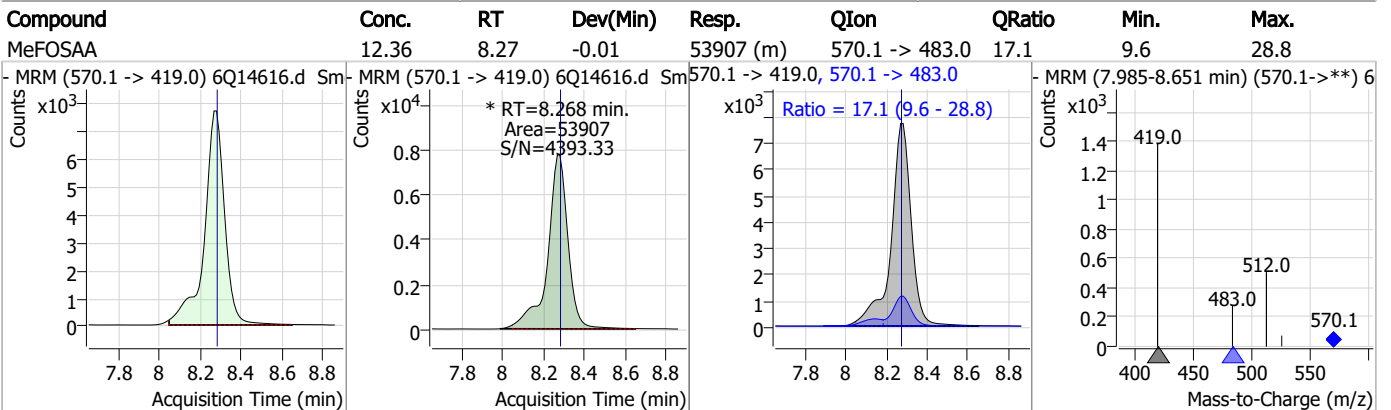 Compound Conc. RT Dev(Min) Resp. QIon QRatio Min. Max.
MeFOSAA 12.36 8.27 -0.01 53907 (m) 570.1 -> 483.0 17.1 9.6 28.8
- MRM (570.1 -> 419.0) 6Q14616.d Sm
x10³
Counts
6
5
4
3
2
1
0
7.8 8 8.2 8.4 8.6 8.8
Acquisition Time (min)
- MRM (570.1 -> 419.0) 6Q14616.d Sm
x10⁴
Counts
* RT=8.268 min.
Area=53907
S/N=4393.33
0.8
0.6
0.4
0.2
0
7.8 8 8.2 8.4 8.6 8.8
Acquisition Time (min)
570.1 -> 419.0, 570.1 -> 483.0
x10³
Ratio = 17.1 (9.6 - 28.8)
7
6
5
4
3
2
1
0
7.8 8 8.2 8.4 8.6 8.8
Acquisition Time (min)
- MRM (7.985-8.651 min) (570.1->**) 6
x10³
Counts
419.0
1.4
1.2
1
0.8
0.6
512.0
0.4
483.0
570.1
0.2
0
400 450 500 550
Mass-to-Charge (m/z)